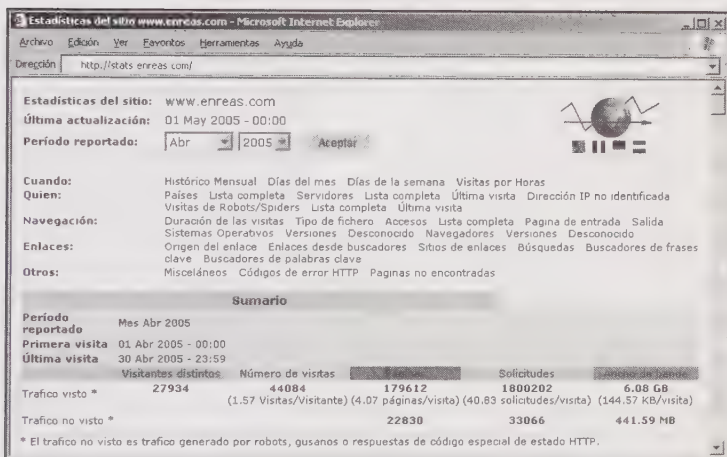 Estadísticas del sitio www.enreas.com - Microsoft Internet Explorer
Archivo Edición Ver Favoritos Herramientas Ayuda
Dirección http://stats.enreas.com/
Estadísticas del sitio: www.enreas.com
Última actualización: 01 May 2005 - 00:00
Período reportado: Abr 2005 Aceptar
Cuando: Histórico Mensual Días del mes Días de la semana Visitas por Horas
Quien: Países Lista completa Servidores Lista completa Última visita Dirección IP no identificada
Visitas de Robots/Spiders Lista completa Última visita
Navegación: Duración de las visitas Tipo de fichero Accesos Lista completa Pagina de entrada Salida
Sistemas Operativos Versiones Desconocido Navegadores Versiones Desconocido
Enlaces: Origen del enlace Enlaces desde buscadores Sitios de enlaces Búsquedas Buscadores de frases
clave Buscadores de palabras clave
Otros: Misceláneos Códigos de error HTTP Paginas no encontradas
Sumario
Período
reportado Mes Abr 2005
Primera visita 01 Abr 2005 - 00:00
Última visita 30 Abr 2005 - 23:59
Visitantes distintos Número de visitas Solicitudes Ancho de banda
Trafico visto * 27934 44084 179612 1800202 6.08 GB
(1.57 Visitas/Visitante) (4.07 páginas/visita) (40.83 solicitudes/visita) (144.57 KB/visita)
Trafico no visto * 22830 33066 441.59 MB
* El trafico no visto es trafico generado por robots, gusanos o respuestas de código especial de estado HTTP.